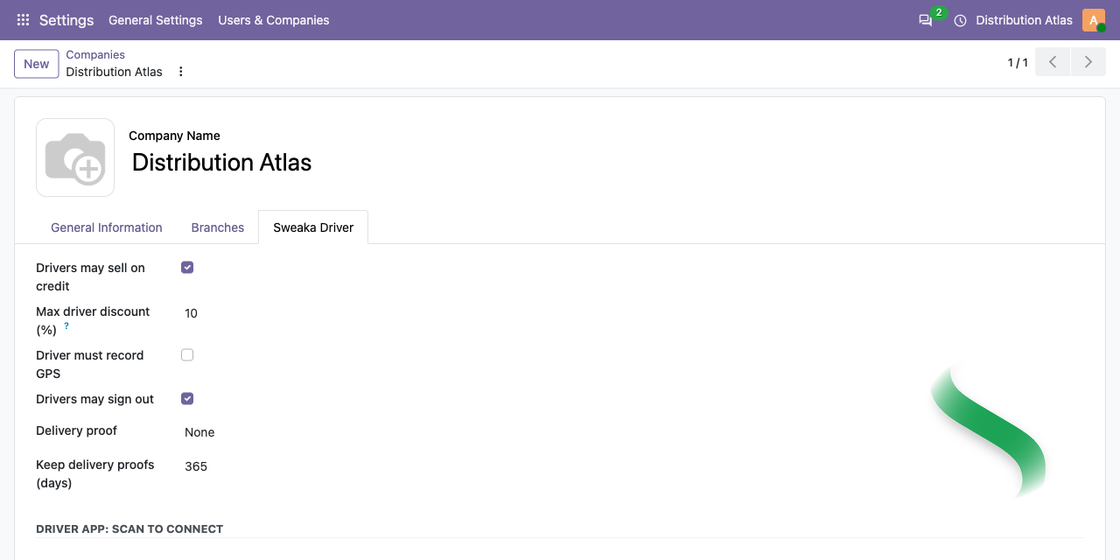 Settings General Settings Users & Companies 2 Distribution Atlas A
New Companies
Distribution Atlas 1 / 1
Company Name
Distribution Atlas
General Information Branches Sweaka Driver
Drivers may sell on
credit
Max driver discount
(%) ? 10
Driver must record
GPS
Drivers may sign out
Delivery proof None
Keep delivery proofs
(days) 365
DRIVER APP: SCAN TO CONNECT